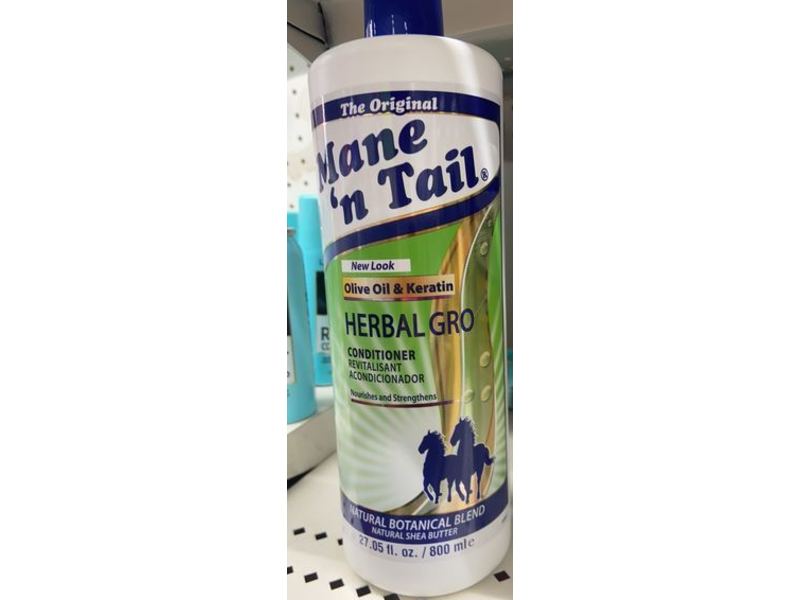 The Original
Mane
'n Tail®
New Look
Olive Oil & Keratin
HERBAL GRO
CONDITIONER
REVITALISANT
ACONDICIONADOR
Nourishes and Strengthens
NATURAL BOTANICAL BLEND
NATURAL SHEA BUTTER
27.05 fl. oz. / 800 mle